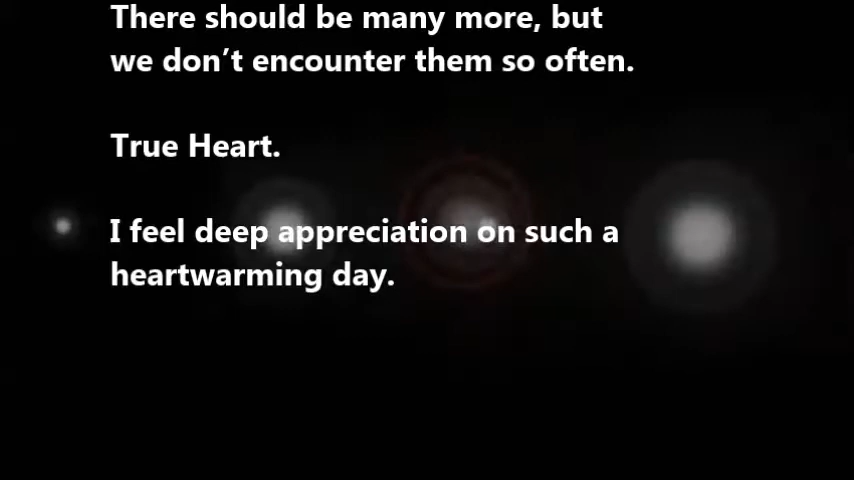 There should be many more, but
we don’t encounter them so often.
True Heart.
I feel deep appreciation on such a
heartwarming day.